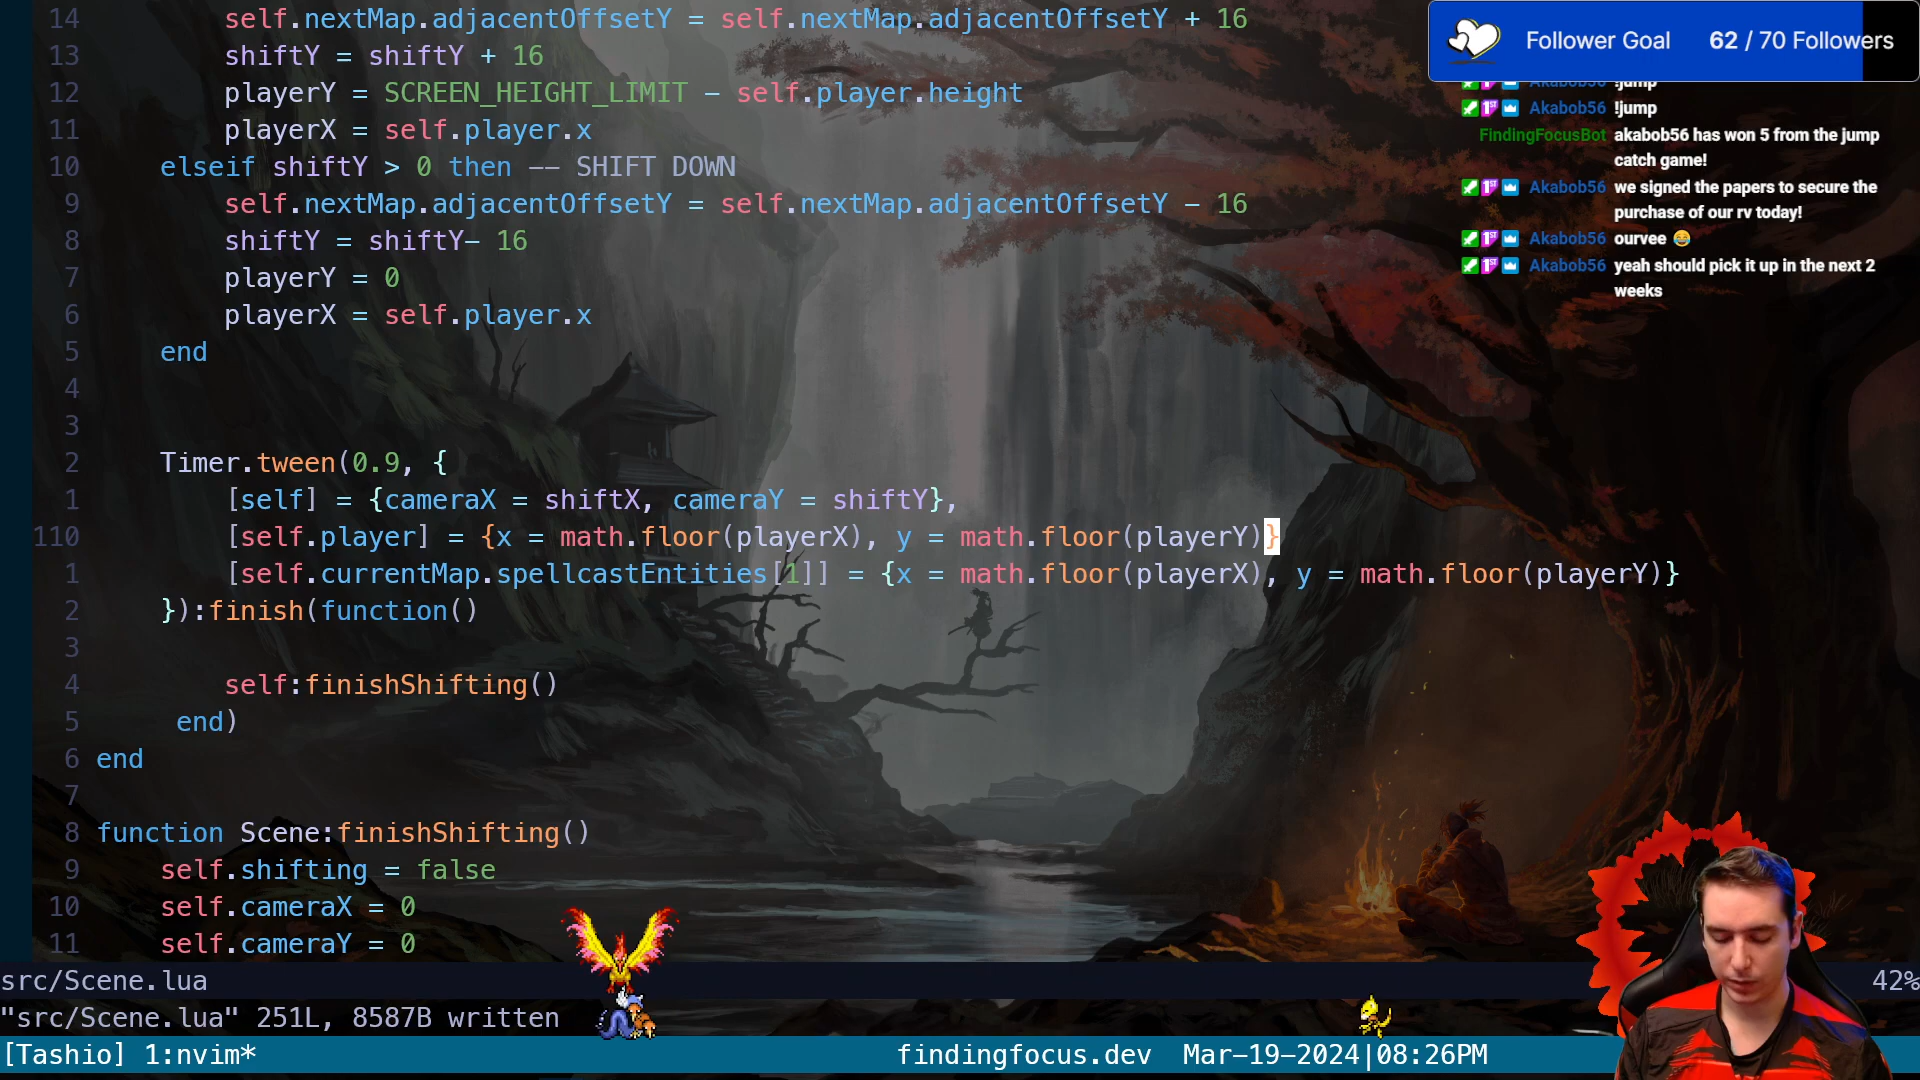 14 self.nextMap.adjacentOffsetY = self.nextMap.adjacentOffsetY + 16
13 shiftY = shiftY + 16
12 playerY = SCREEN_HEIGHT_LIMIT - self.player.height
11 playerX = self.player.x
10 elseif shiftY > 0 then -- SHIFT DOWN
9 self.nextMap.adjacentOffsetY = self.nextMap.adjacentOffsetY - 16
8 shiftY = shiftY- 16
7 playerY = 0
6 playerX = self.player.x
5 end
4
3
2 Timer.tween(0.9, {
1 [self] = {cameraX = shiftX, cameraY = shiftY},
110 [self.player] = {x = math.floor(playerX), y = math.floor(playerY)}
1 [self.currentMap.spellcastEntities[1]] = {x = math.floor(playerX), y = math.floor(playerY)}
2 }):finish(function()
3
4 self:finishShifting()
5 end)
6 end
7
8 function Scene:finishShifting()
9 self.shifting = false
10 self.cameraX = 0
11 self.cameraY = 0
src/Scene.lua 42%
"src/Scene.lua" 251L, 8587B written
[Tashio] 1:nvim* findingfocus.dev Mar-19-2024|08:26PM
Follower Goal 62 / 70 Followers
Akabob56 !jump
Akabob56 !jump
FindingFocusBot akabob56 has won 5 from the jump
catch game!
Akabob56 we signed the papers to secure the
purchase of our rv today!
Akabob56 ourvee 😂
Akabob56 yeah should pick it up in the next 2
weeks